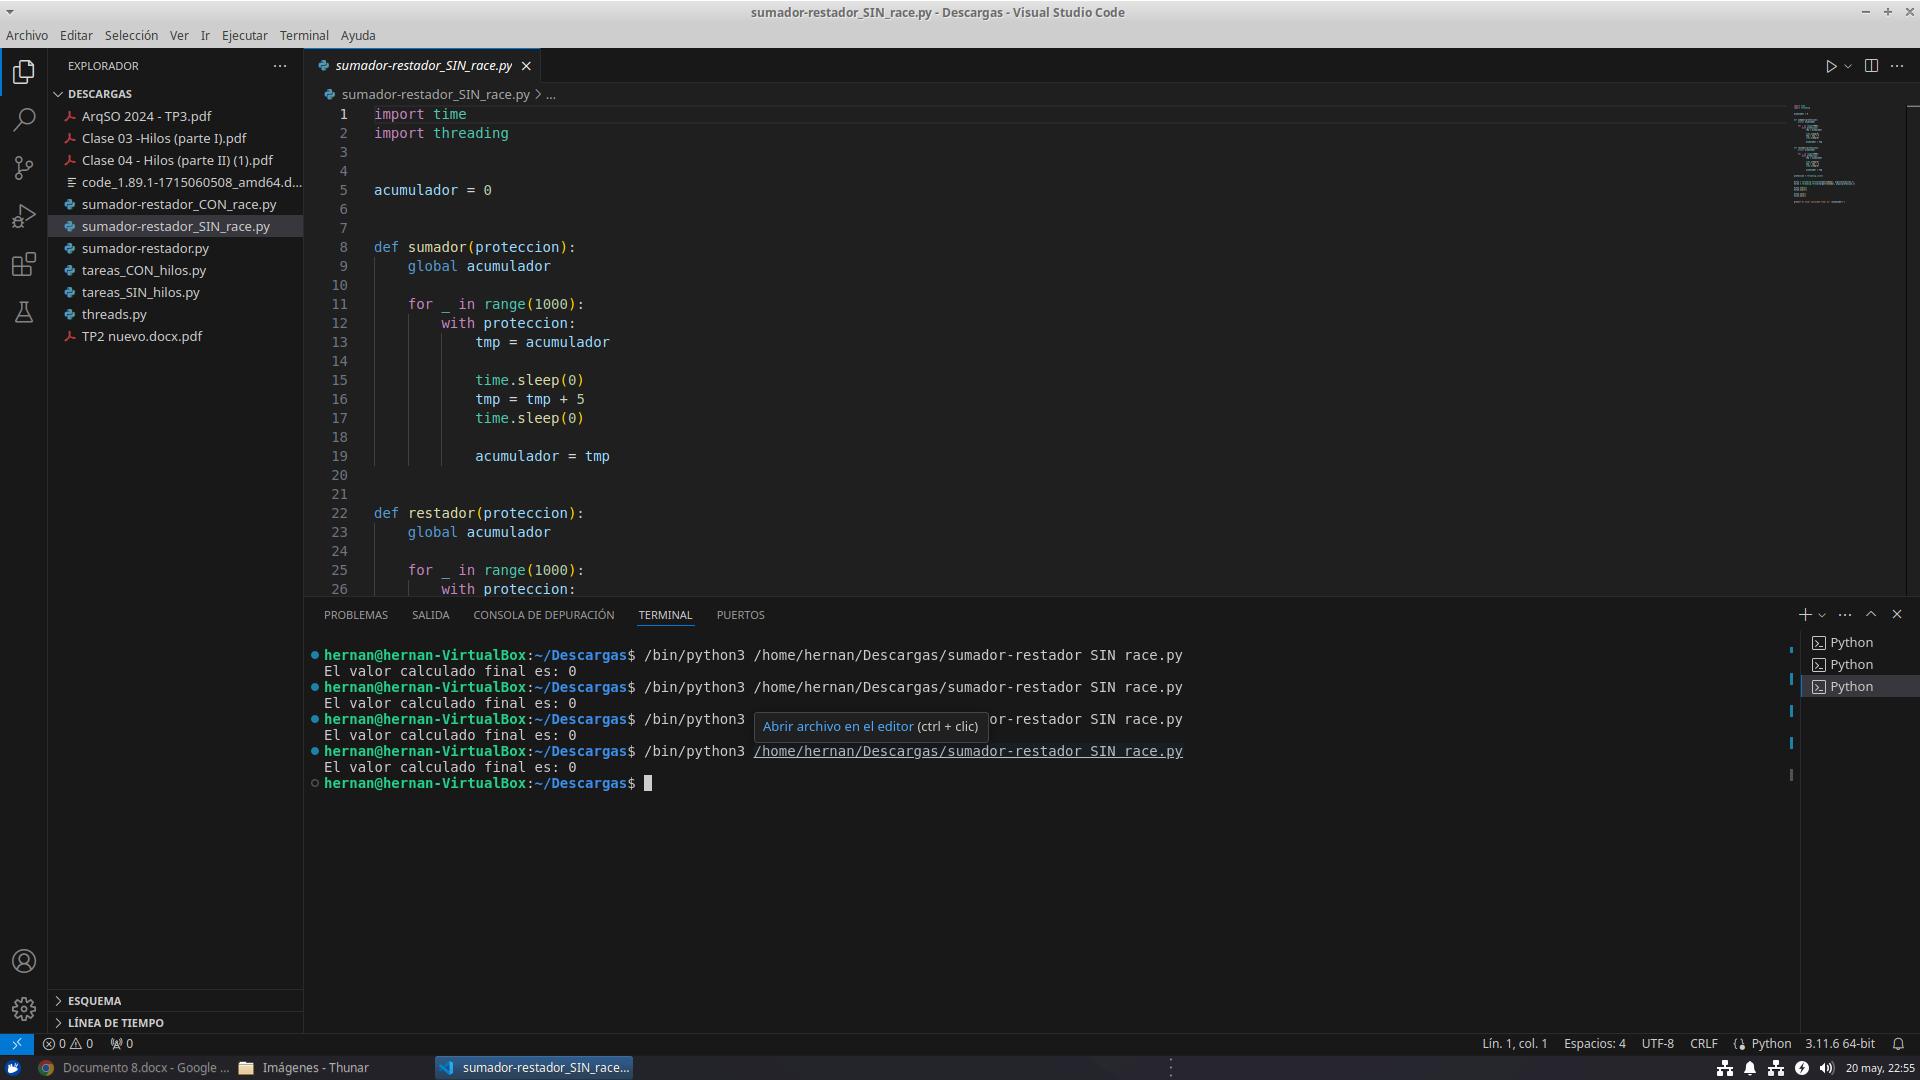 sumador-restador_SIN_race.py - Descargas - Visual Studio Code
Archivo Editar Selección Ver Ir Ejecutar Terminal Ayuda
EXPLORADOR
DESCARGAS
ArqSO 2024 - TP3.pdf
Clase 03 -Hilos (parte I).pdf
Clase 04 - Hilos (parte II) (1).pdf
code_1.89.1-1715060508_amd64.d...
sumador-restador_CON_race.py
sumador-restador_SIN_race.py
sumador-restador.py
tareas_CON_hilos.py
tareas_SIN_hilos.py
threads.py
TP2 nuevo.docx.pdf
ESQUEMA
LÍNEA DE TIEMPO
sumador-restador_SIN_race.py
sumador-restador_SIN_race.py > ...
1 import time
2 import threading
3
4
5 acumulador = 0
6
7
8 def sumador(proteccion):
9 global acumulador
10
11 for _ in range(1000):
12 with proteccion:
13 tmp = acumulador
14
15 time.sleep(0)
16 tmp = tmp + 5
17 time.sleep(0)
18
19 acumulador = tmp
20
21
22 def restador(proteccion):
23 global acumulador
24
25 for _ in range(1000):
26 with proteccion:
PROBLEMAS SALIDA CONSOLA DE DEPURACIÓN TERMINAL PUERTOS
hernan@hernan-VirtualBox:~/Descargas$ /bin/python3 /home/hernan/Descargas/sumador-restador SIN race.py
El valor calculado final es: 0
hernan@hernan-VirtualBox:~/Descargas$ /bin/python3 /home/hernan/Descargas/sumador-restador SIN race.py
El valor calculado final es: 0
hernan@hernan-VirtualBox:~/Descargas$ /bin/python3 or-restador SIN race.py
Abrir archivo en el editor (ctrl + clic)
El valor calculado final es: 0
hernan@hernan-VirtualBox:~/Descargas$ /bin/python3 /home/hernan/Descargas/sumador-restador SIN race.py
El valor calculado final es: 0
hernan@hernan-VirtualBox:~/Descargas$
Python
Python
Python
0 0 0
Lín. 1, col. 1 Espacios: 4 UTF-8 CRLF Python 3.11.6 64-bit
Documento 8.docx - Google ... Imágenes - Thunar sumador-restador_SIN_race... 20 may, 22:55